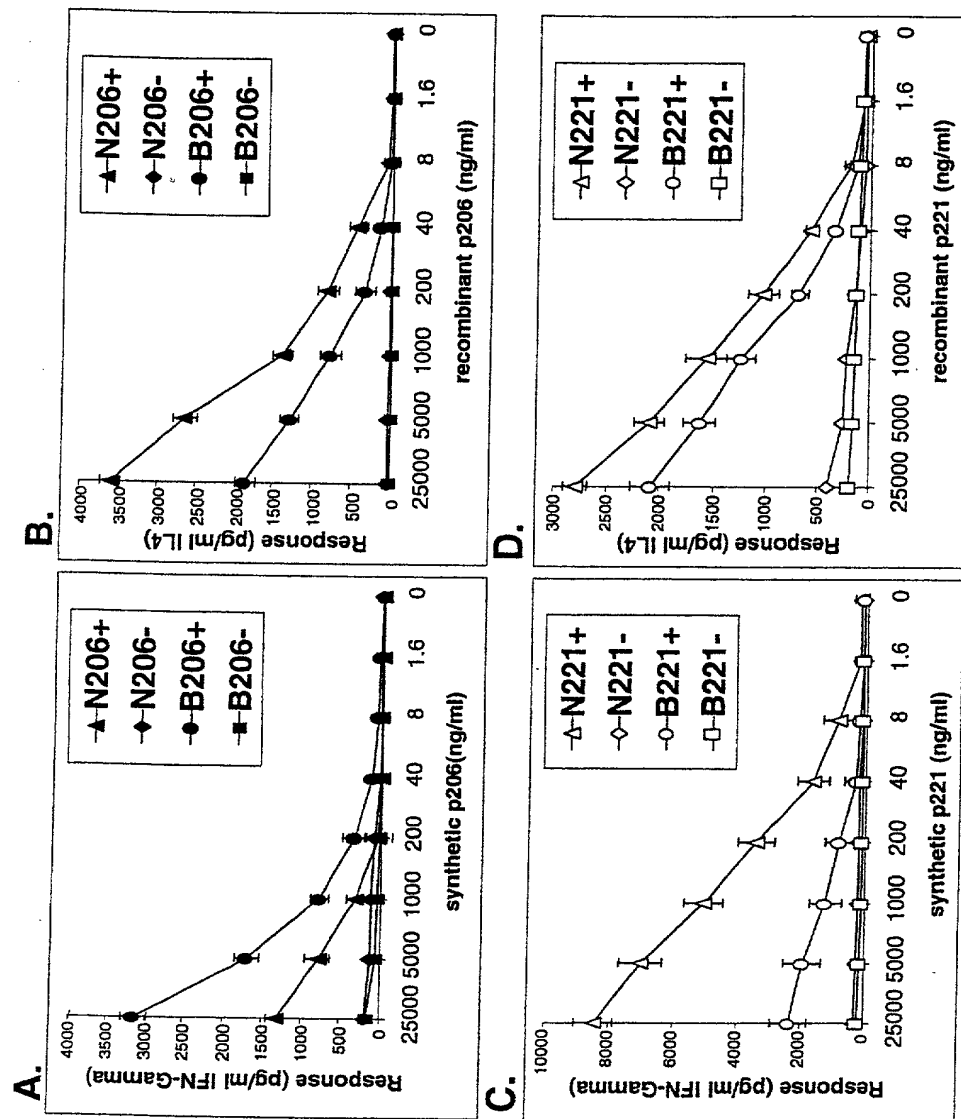 A.
Response (pg/ml IFN-Gamma)
4000
3500
3000
2500
2000
1500
1000
500
0
25000 5000 1000 200 40 8 1.6 0
synthetic p206(ng/ml)
N206+
N206-
B206+
B206-
B.
Response (pg/ml IL4)
4000
3500
3000
2500
2000
1500
1000
500
0
25000 5000 1000 200 40 8 1.6 0
recombinant p206 (ng/ml)
N206+
N206-
B206+
B206-
C.
Response (pg/ml IFN-Gamma)
10000
8000
6000
4000
2000
0
25000 5000 1000 200 40 8 1.6 0
synthetic p221 (ng/ml)
N221+
N221-
B221+
B221-
D.
Response (pg/ml IL4)
3000
2500
2000
1500
1000
500
0
25000 5000 1000 200 40 8 1.6 0
recombinant p221 (ng/ml)
N221+
N221-
B221+
B221-